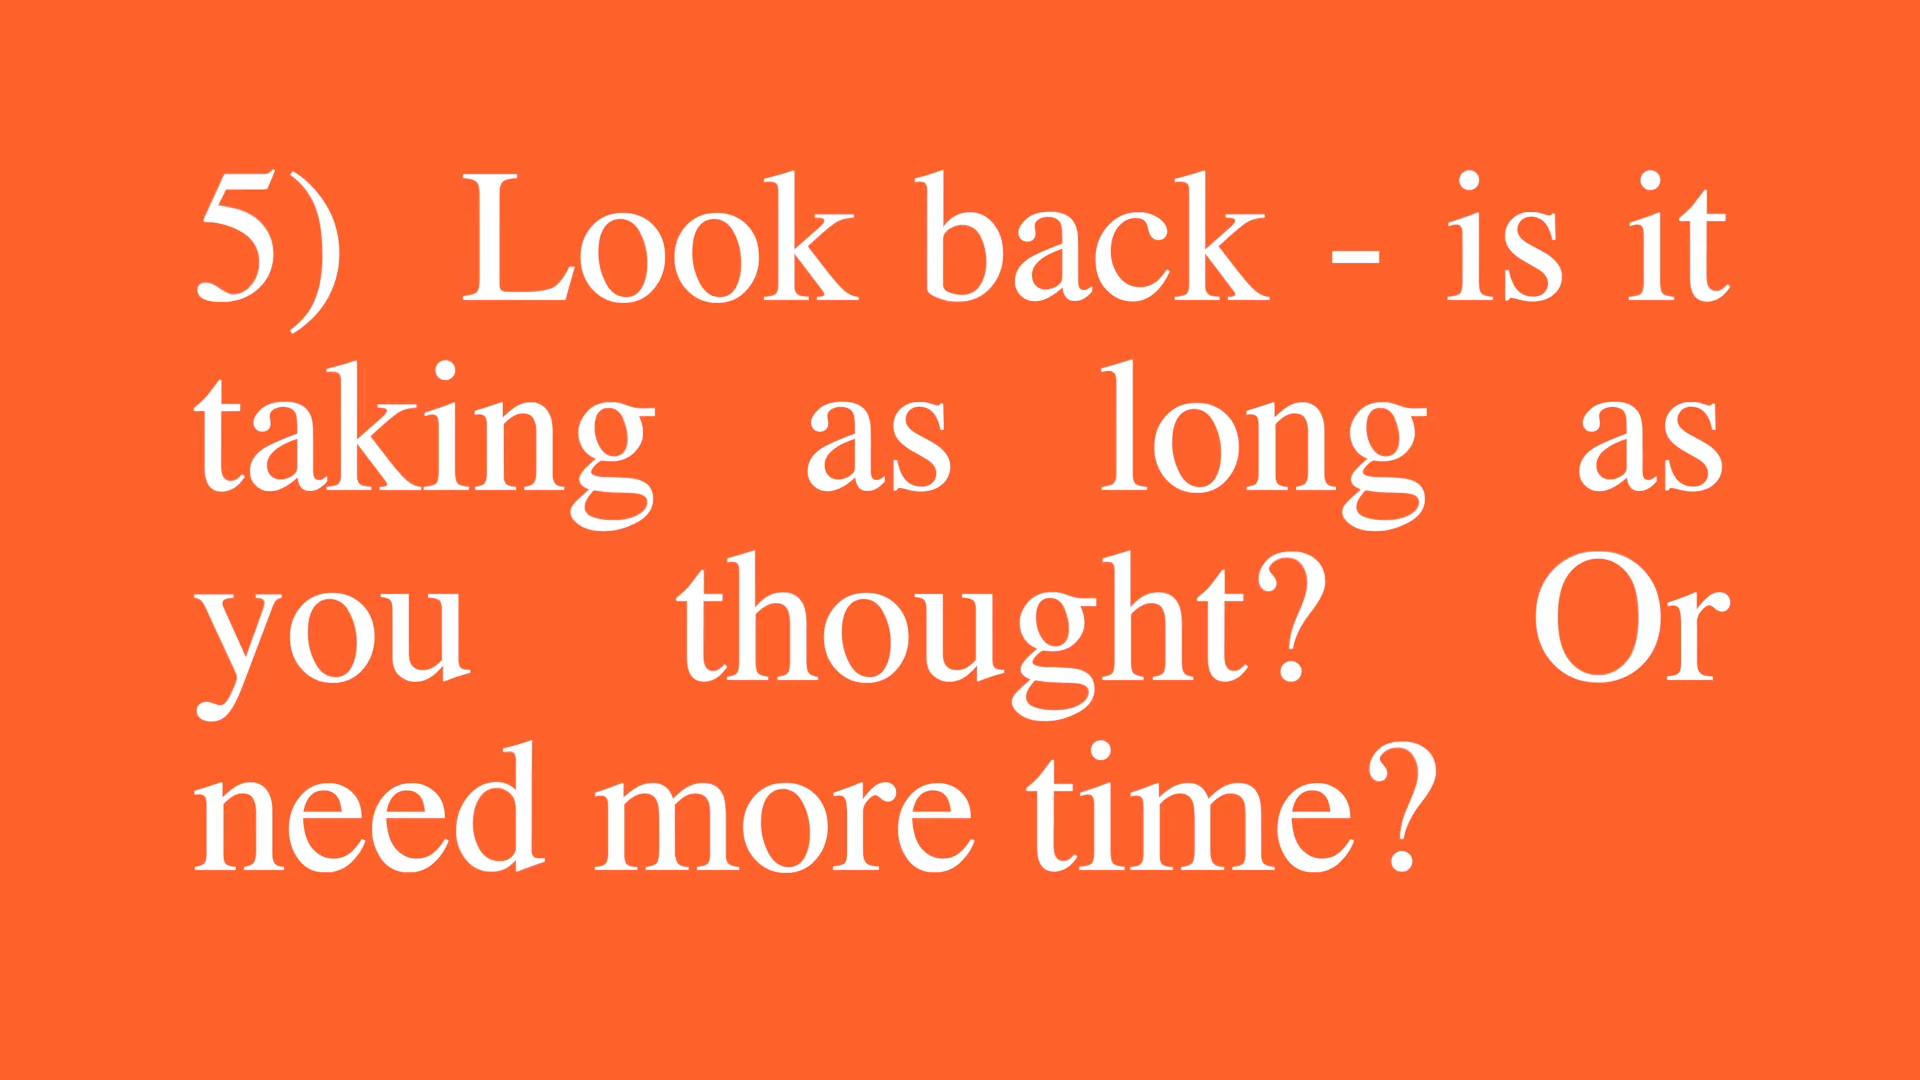 5) Look back - is it
taking as long as
you thought? Or
need more time?